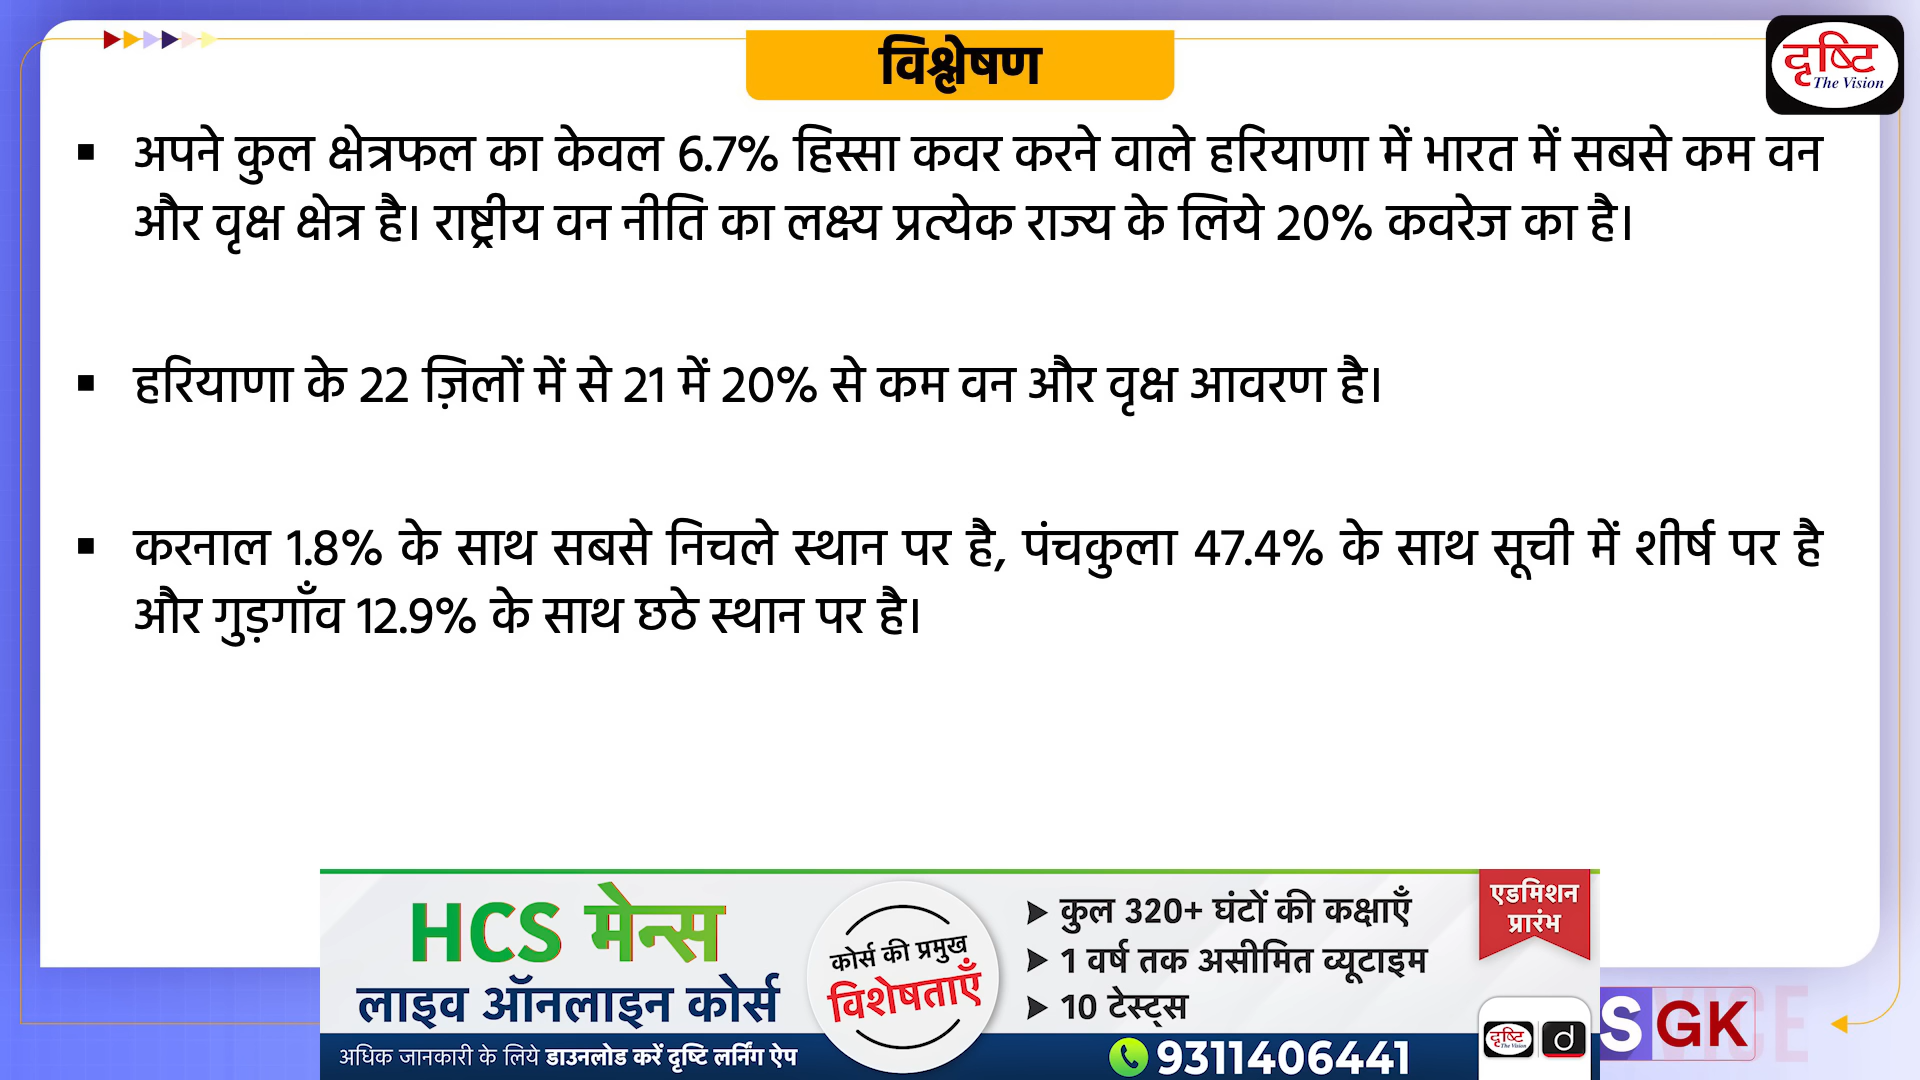 विश्लेषण
दृष्टि
The Vision
▪ अपने कुल क्षेत्रफल का केवल 6.7% हिस्सा कवर करने वाले हरियाणा में भारत में सबसे कम वन
और वृक्ष क्षेत्र है। राष्ट्रीय वन नीति का लक्ष्य प्रत्येक राज्य के लिये 20% कवरेज का है।
▪ हरियाणा के 22 ज़िलों में से 21 में 20% से कम वन और वृक्ष आवरण है।
▪ करनाल 1.8% के साथ सबसे निचले स्थान पर है, पंचकुला 47.4% के साथ सूची में शीर्ष पर है
और गुड़गाँव 12.9% के साथ छठे स्थान पर है।
HCS मेन्स
लाइव ऑनलाइन कोर्स
अधिक जानकारी के लिये डाउनलोड करें दृष्टि लर्निंग ऐप
कोर्स की प्रमुख
विशेषताएँ
➤ कुल 320+ घंटों की कक्षाएँ
➤ 1 वर्ष तक असीमित व्यूटाइम
➤ 10 टेस्ट्स
9311406441
एडमिशन
प्रारंभ
दृष्टि
The Vision
d
S GK